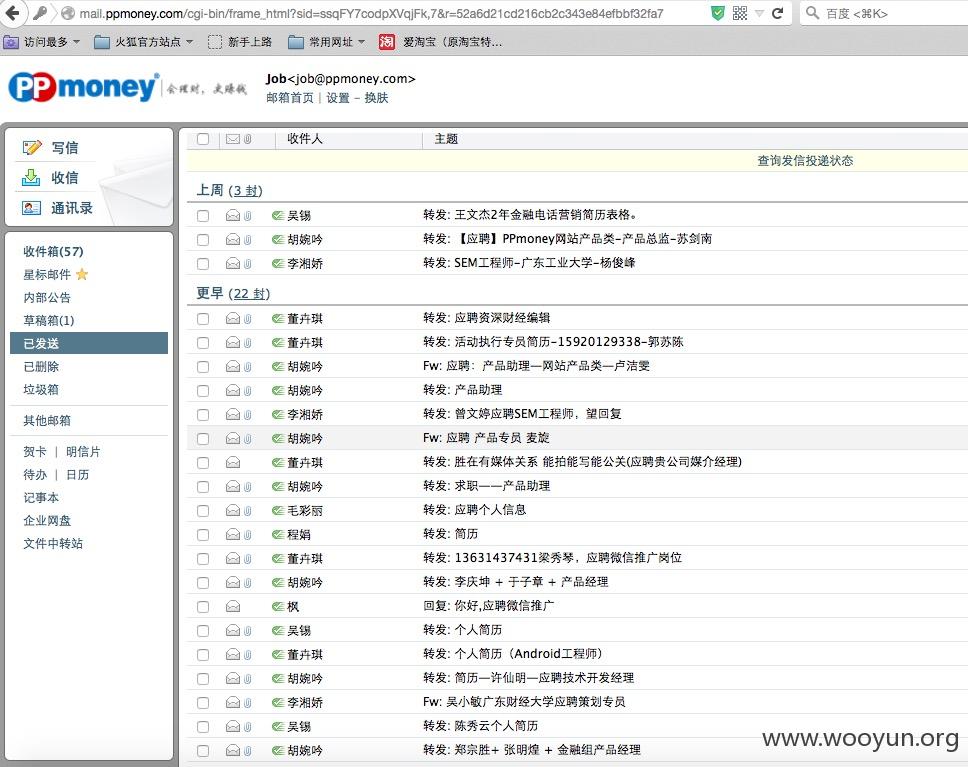 mail.ppmoney.com/cgi-bin/frame_html?sid=ssqFY7codpXVqjFk,7&r=52a6d21cd216cb2c343e84efbbf32fa7
百度 <⌘K>
访问最多
火狐官方站点
新手上路
常用网址
淘
爱淘宝（原淘宝特...
PPmoney 会理财，更赚钱
Job<job@ppmoney.com>
邮箱首页 | 设置 - 换肤
写信
收信
通讯录
收件箱(57)
星标邮件
内部公告
草稿箱(1)
已发送
已删除
垃圾箱
其他邮箱
贺卡 | 明信片
待办 | 日历
记事本
企业网盘
文件中转站
收件人 主题
查询发信投递状态
上周 (3 封)
吴锡 转发: 王文杰2年金融电话营销简历表格。
胡婉吟 转发: 【应聘】PPmoney网站产品类-产品总监-苏剑南
李湘娇 转发: SEM工程师-广东工业大学-杨俊峰
更早 (22 封)
董卉琪 转发: 应聘资深财经编辑
董卉琪 转发: 活动执行专员简历-15920129338-郭苏陈
胡婉吟 Fw: 应聘：产品助理—网站产品类—卢洁雯
胡婉吟 转发: 产品助理
李湘娇 转发: 曾文婷应聘SEM工程师，望回复
胡婉吟 Fw: 应聘 产品专员 麦旋
董卉琪 转发: 胜在有媒体关系 能拍能写能公关(应聘贵公司媒介经理)
胡婉吟 转发: 求职——产品助理
毛彩丽 转发: 应聘个人信息
程娟 转发: 简历
董卉琪 转发: 13631437431梁秀琴，应聘微信推广岗位
胡婉吟 转发: 李庆坤 + 于子章 + 产品经理
枫 回复: 你好,应聘微信推广
吴锡 转发: 个人简历
董卉琪 转发: 个人简历（Android工程师）
胡婉吟 转发: 简历—许仙明—应聘技术开发经理
李湘娇 Fw: 吴小敏广东财经大学应聘策划专员
吴锡 转发: 陈秀云个人简历
胡婉吟 转发: 郑宗胜+ 张明煌 + 金融组产品经理
www.wooyun.org